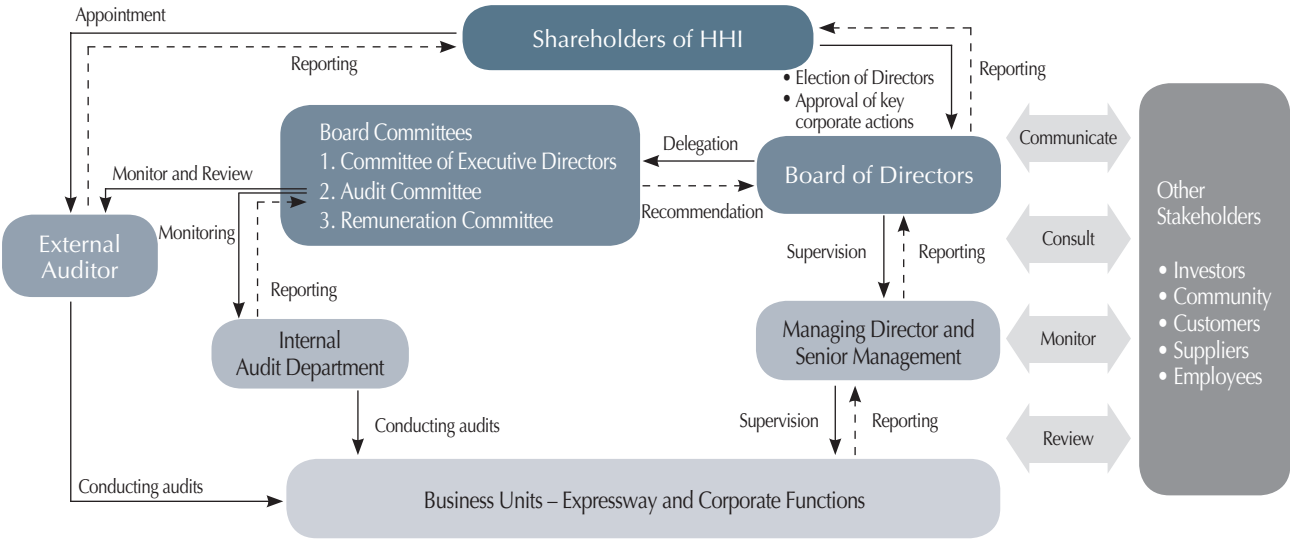 Appointment
Shareholders of HHI
Reporting
Reporting
• Election of Directors
• Approval of key
corporate actions
Board Committees
1. Committee of Executive Directors
2. Audit Committee
3. Remuneration Committee
Delegation
Recommendation
Board of Directors
Communicate
Monitor and Review
Monitoring
External
Auditor
Reporting
Supervision
Reporting
Consult
Other
Stakeholders
• Investors
• Community
• Customers
• Suppliers
• Employees
Internal
Audit Department
Managing Director and
Senior Management
Monitor
Conducting audits
Supervision
Reporting
Review
Conducting audits
Business Units – Expressway and Corporate Functions